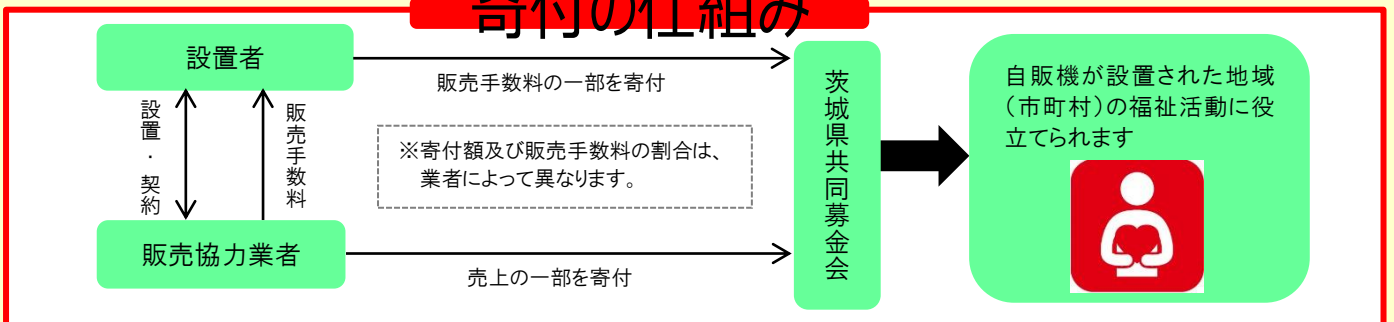 寄付の仕組み
設置者
販売手数料の一部を寄付
設置・契約
販売手数料
※寄付額及び販売手数料の割合は、
業者によって異なります。
販売協力業者
売上の一部を寄付
茨城県共同募金会
自販機が設置された地域
(市町村)の福祉活動に役
立てられます